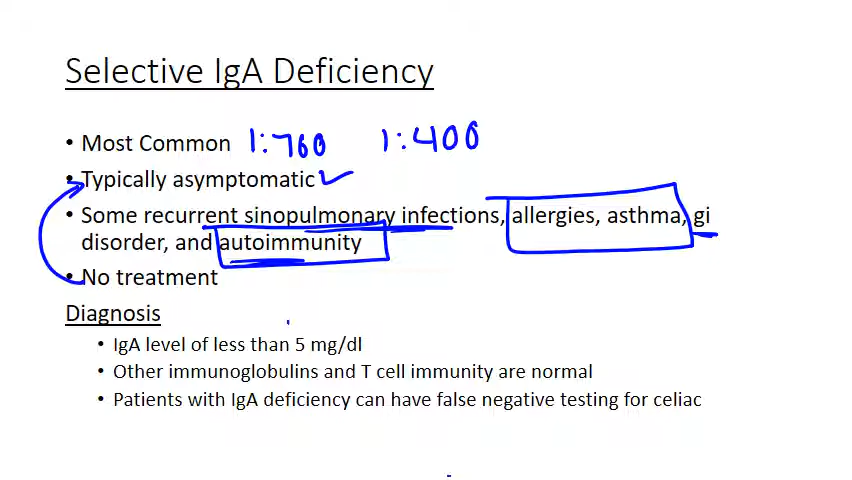 Selective IgA Deficiency
• Most Common 1:760 1:400
• Typically asymptomatic ✓
• Some recurrent sinopulmonary infections, allergies, asthma, gi
disorder, and autoimmunity
• No treatment
Diagnosis
• IgA level of less than 5 mg/dl
• Other immunoglobulins and T cell immunity are normal
• Patients with IgA deficiency can have false negative testing for celiac